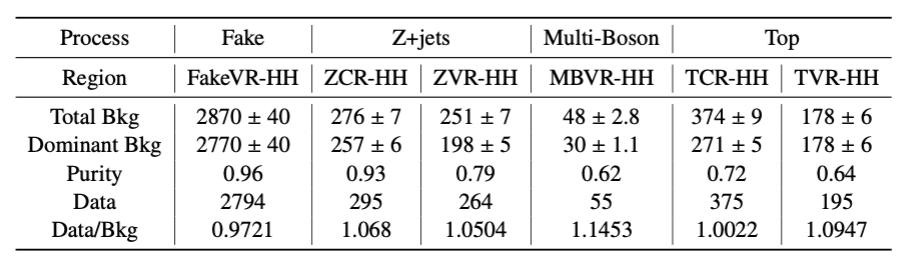 Process Fake Z+jets Multi-Boson Top
Region FakeVR-HH ZCR-HH ZVR-HH MBVR-HH TCR-HH TVR-HH
Total Bkg 2870 ± 40 276 ± 7 251 ± 7 48 ± 2.8 374 ± 9 178 ± 6
Dominant Bkg 2770 ± 40 257 ± 6 198 ± 5 30 ± 1.1 271 ± 5 178 ± 6
Purity 0.96 0.93 0.79 0.62 0.72 0.64
Data 2794 295 264 55 375 195
Data/Bkg 0.9721 1.068 1.0504 1.1453 1.0022 1.0947